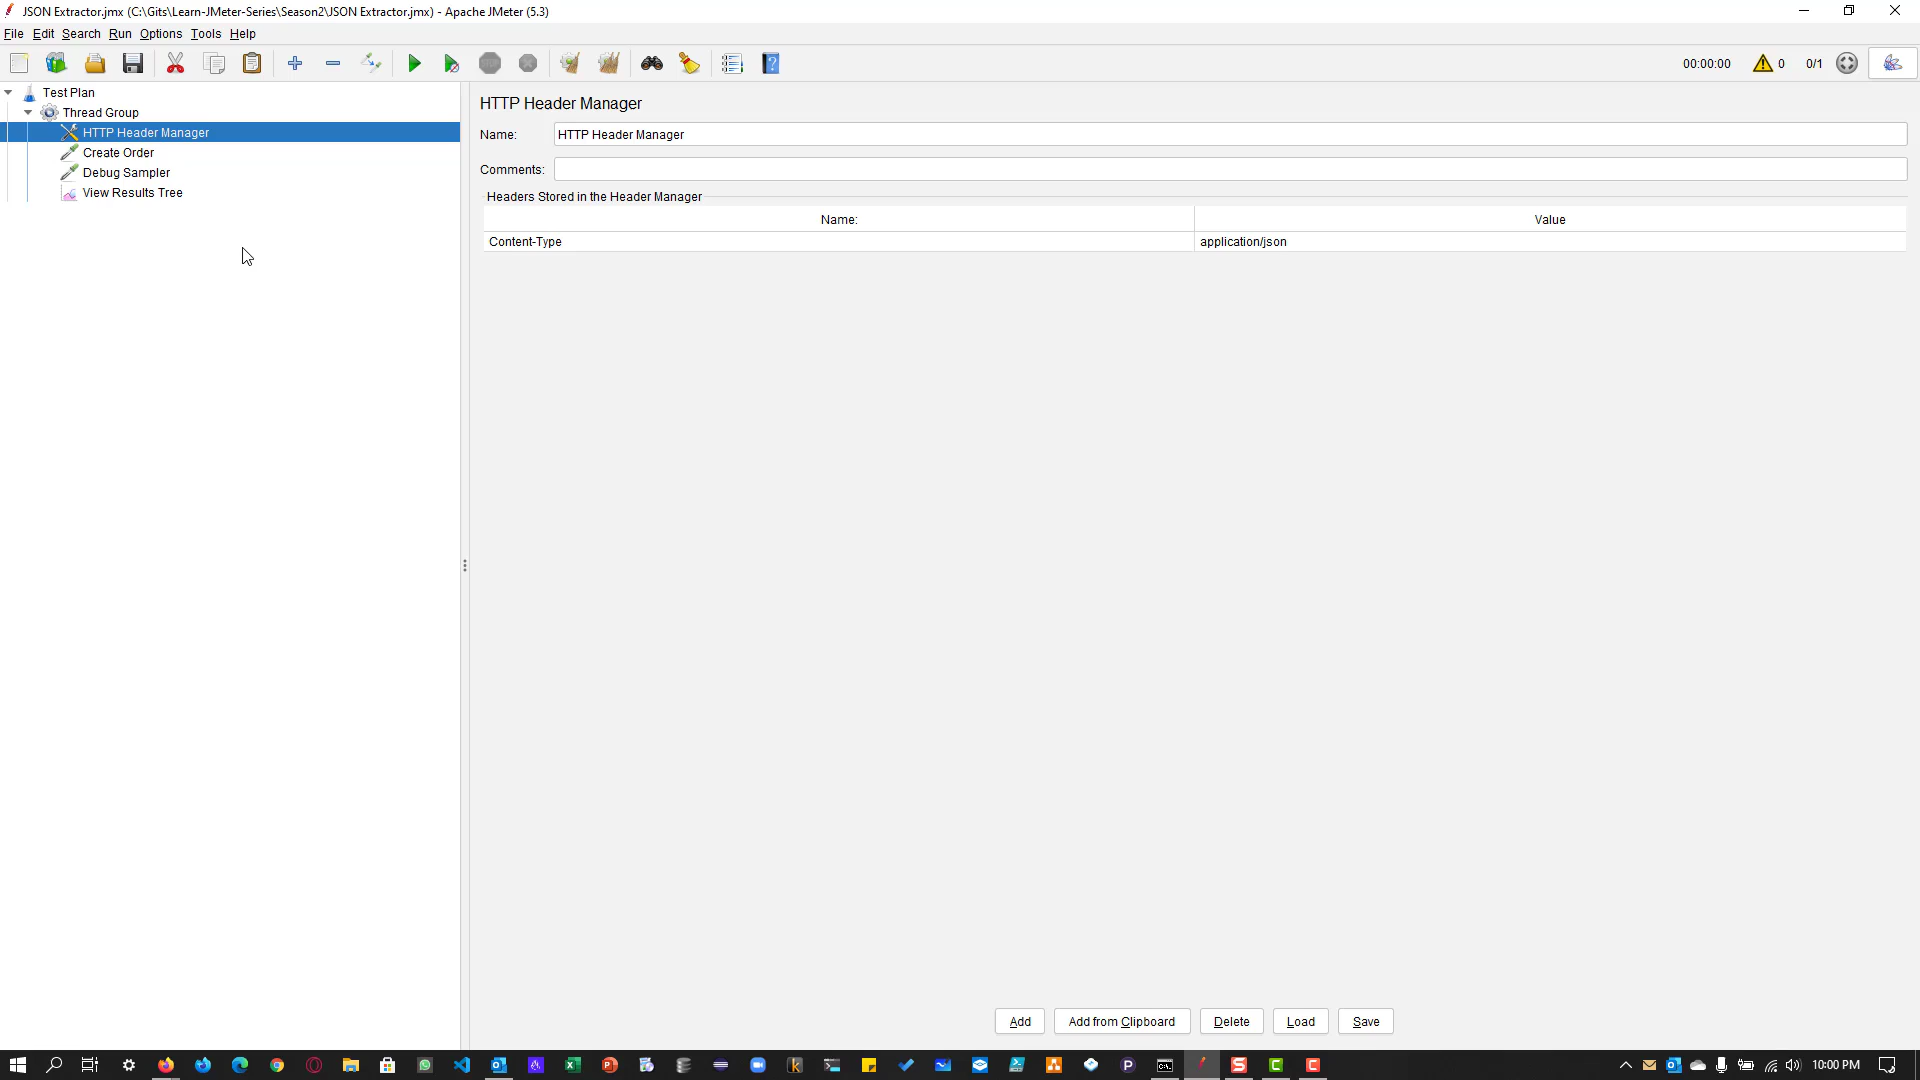 JSON Extractor.jmx (C:\Gits\Learn-JMeter-Series\Season2\JSON Extractor.jmx) - Apache JMeter (5.3)
File Edit Search Run Options Tools Help
00:00:00 0 0/1
Test Plan
Thread Group
HTTP Header Manager
Create Order
Debug Sampler
View Results Tree
HTTP Header Manager
Name: HTTP Header Manager
Comments:
Headers Stored in the Header Manager
Name: Value
Content-Type application/json
Add Add from Clipboard Delete Load Save
10:00 PM